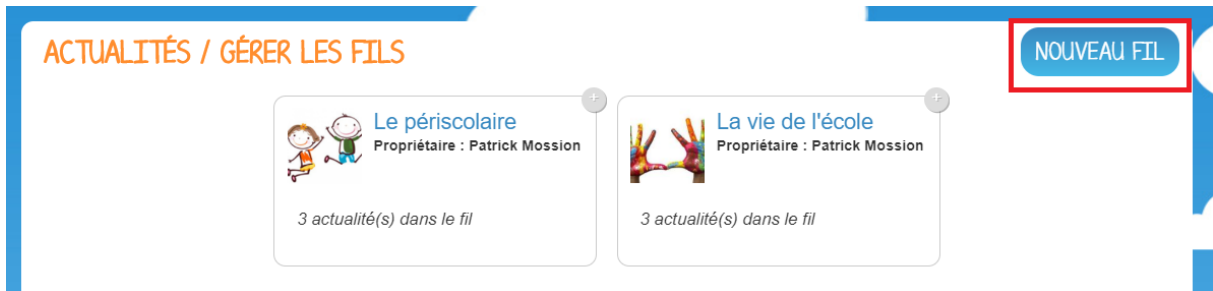 ACTUALITÉS / GÉRER LES FILS
NOUVEAU FIL
Le périscolaire
Propriétaire : Patrick Mossion
3 actualité(s) dans le fil
La vie de l'école
Propriétaire : Patrick Mossion
3 actualité(s) dans le fil